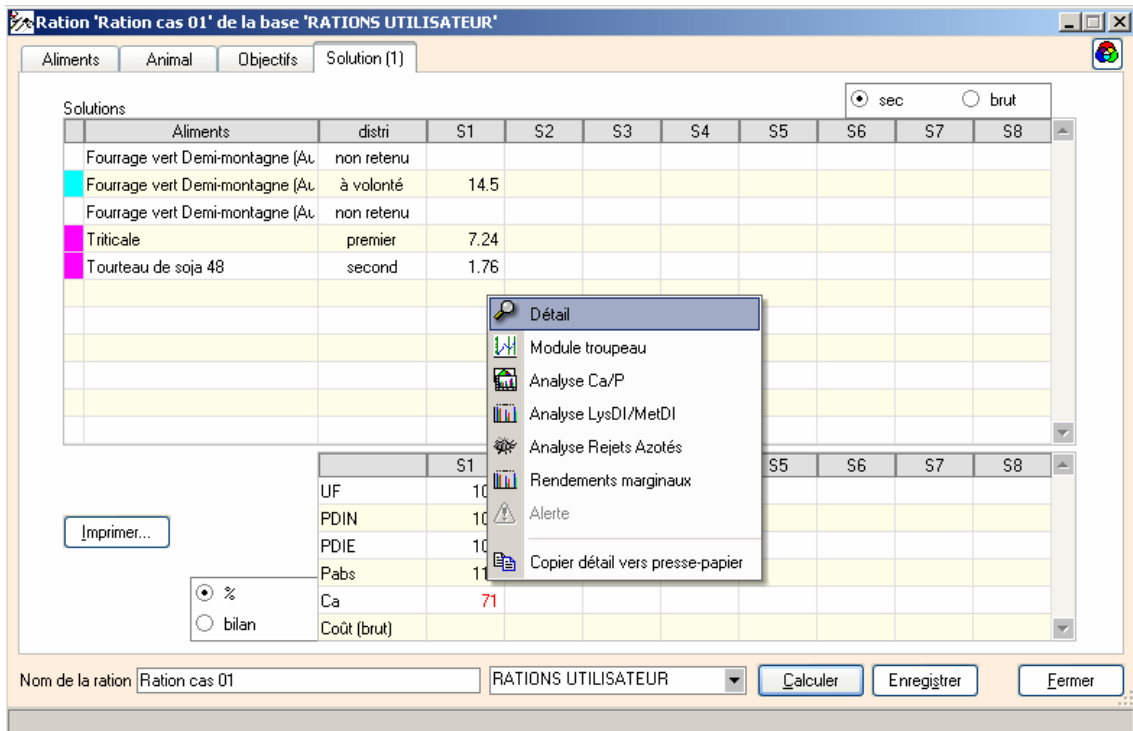 Ration 'Ration cas 01' de la base 'RATIONS UTILISATEUR'
Aliments Animal Objectifs Solution (1)
sec brut
Solutions
Aliments distri S1 S2 S3 S4 S5 S6 S7 S8
Fourrage vert Demi-montagne (Au non retenu
Fourrage vert Demi-montagne (Au à volonté 14.5
Fourrage vert Demi-montagne (Au non retenu
Triticale premier 7.24
Tourteau de soja 48 second 1.76
Détail
Module troupeau
Analyse Ca/P
Analyse LysDI/MetDI
Analyse Rejets Azotés
Rendements marginaux
Alerte
Copier détail vers presse-papier
S1 S5 S6 S7 S8
UF 10
PDIN 10
PDIE 10
Pabs 11
Ca 71
Coût (brut)
Imprimer...
%
bilan
Nom de la ration Ration cas 01 RATIONS UTILISATEUR Calculer Enregistrer Fermer